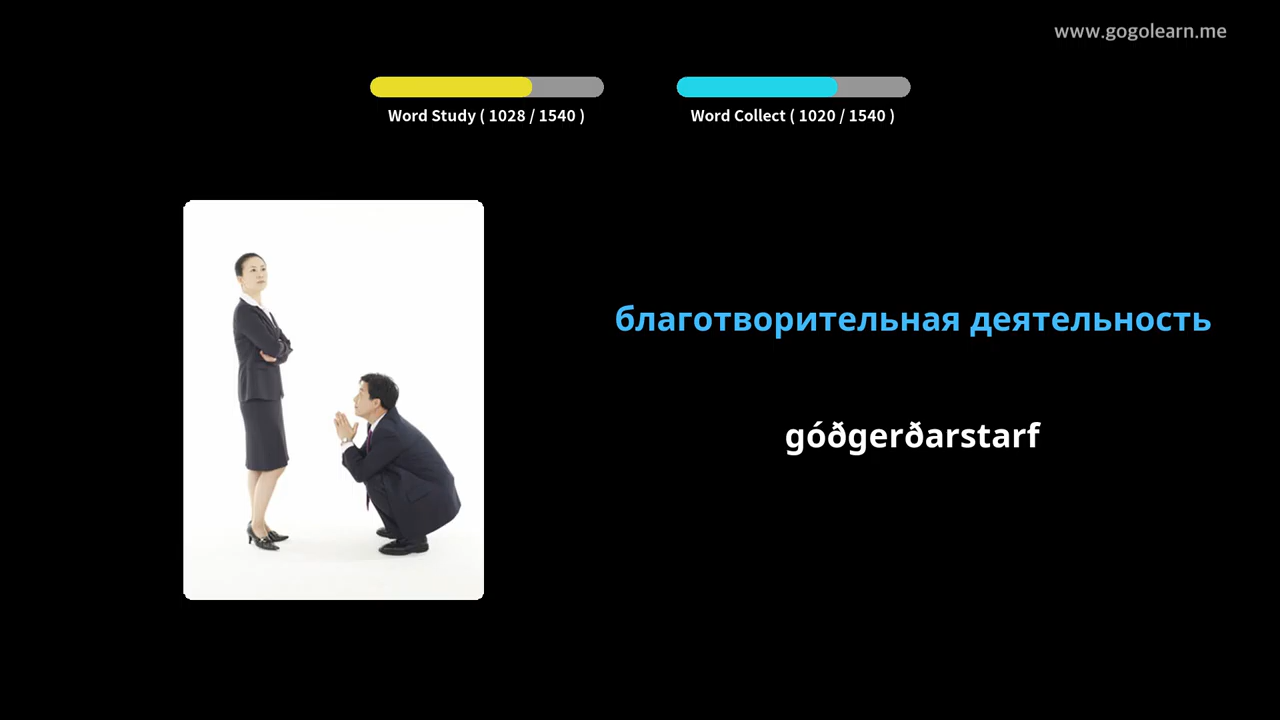 www.gogolearn.me
Word Study ( 1028 / 1540 )
Word Collect ( 1020 / 1540 )
благотворительная деятельность
góðgerðarstarf